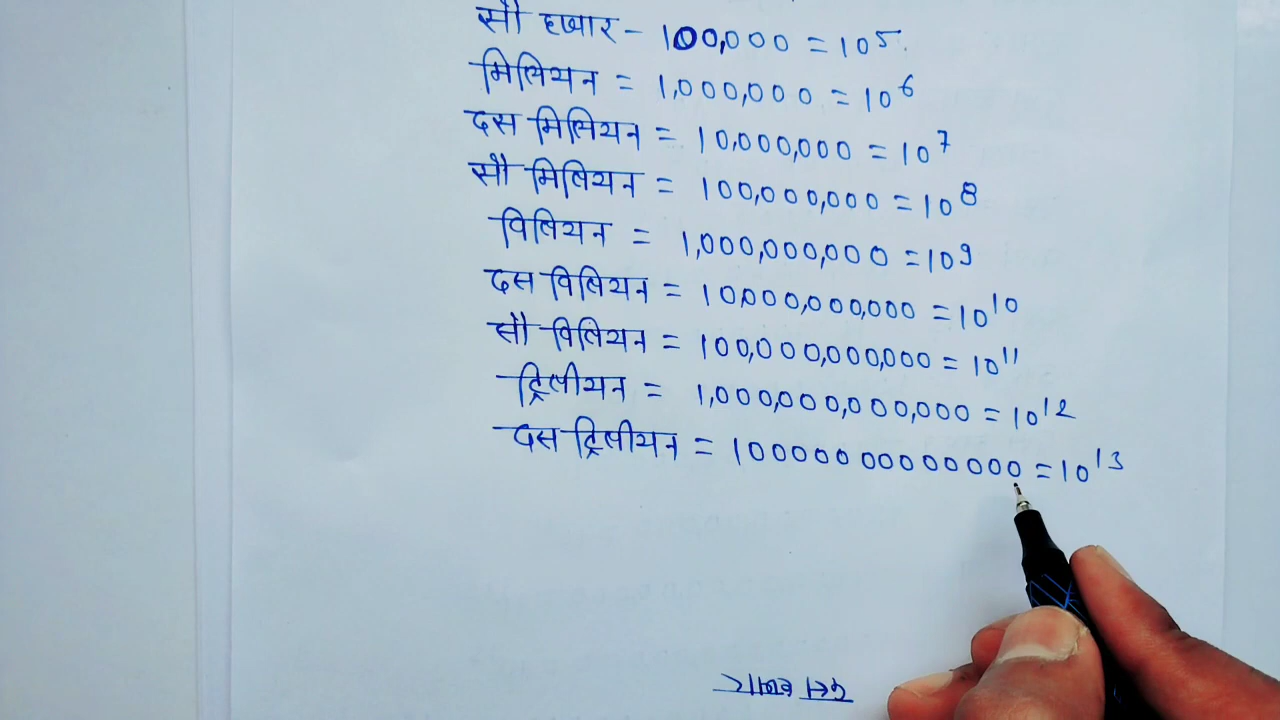 सौ हजार - 100,000 = 10⁵
मिलियन = 1,000,000 = 10⁶
दस मिलियन = 10,000,000 = 10⁷
सौ मिलियन = 100,000,000 = 10⁸
विलियन = 1,000,000,000 = 10⁹
दस विलियन = 10,000,000,000 = 10¹⁰
सौ विलियन = 100,000,000,000 = 10¹¹
ट्रिलीयन = 1,000,000,000,000 = 10¹²
दस ट्रिलीयन = 10000000000000 = 10¹³